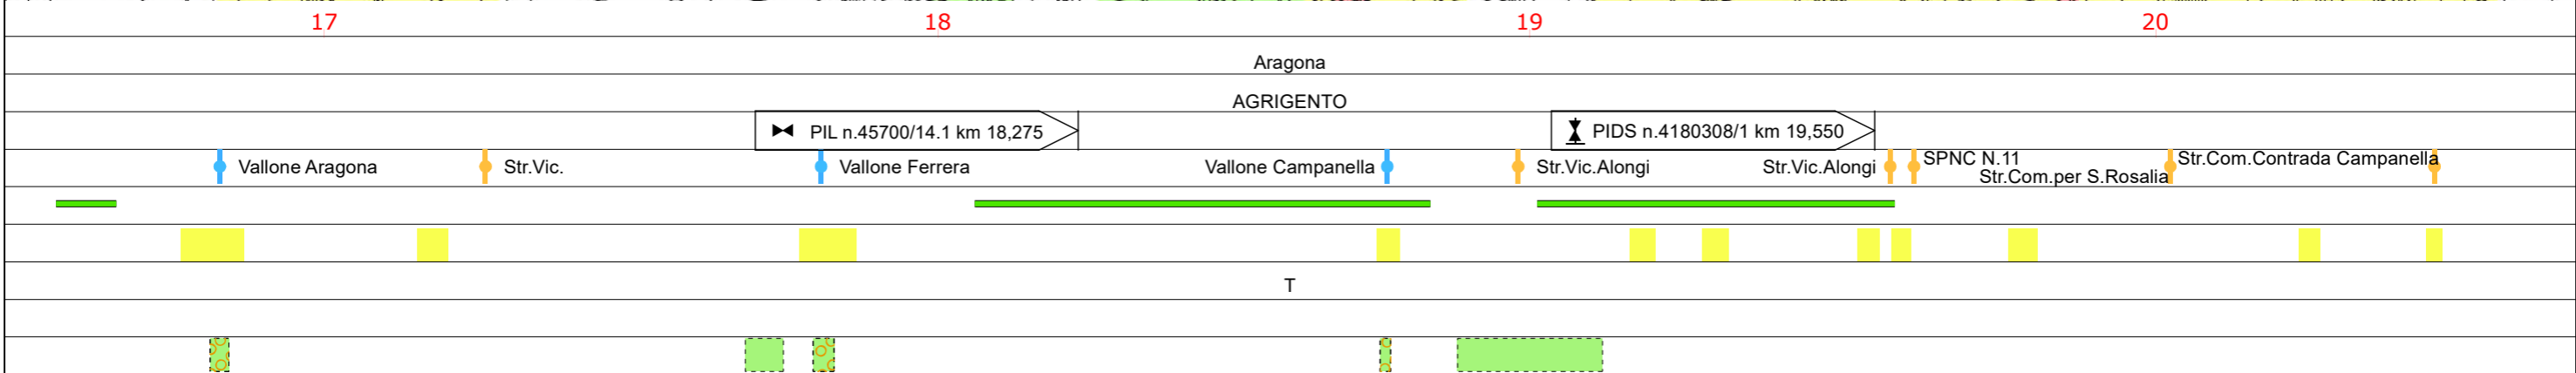 17 18 19 20
Aragona
AGRIGENTO
PIL n.45700/14.1 km 18,275 PIDS n.4180308/1 km 19,550
Vallone Aragona Str.Vic. Vallone Ferrera Vallone Campanella Str.Vic.Alongi Str.Vic.Alongi SPNC N.11 Str.Com.Contrada Campanella
Str.Com.per S.Rosalia
T